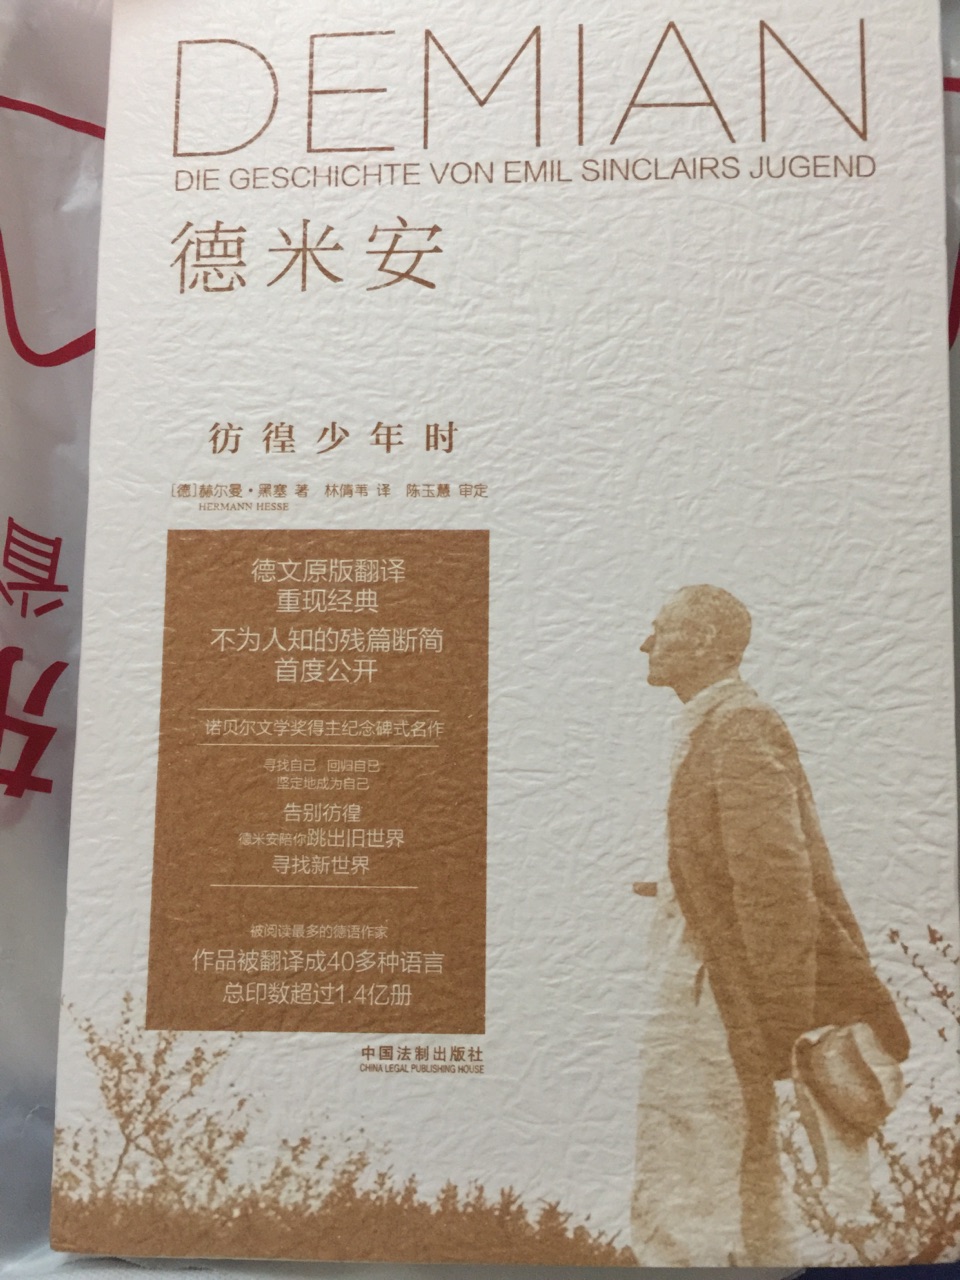 DEMIAN
DIE GESCHICHTE VON EMIL SINCLAIRS JUGEND
德米安
彷徨少年时
[德]赫尔曼·黑塞 著 林倩苇 译 陈玉慧 审定
HERMANN HESSE
德文原版翻译
重现经典
不为人知的残篇断简
首度公开
诺贝尔文学奖得主纪念碑式名作
寻找自己 回归自己
坚定地成为自己
告别彷徨
德米安陪你跳出旧世界
寻找新世界
被阅读最多的德语作家
作品被翻译成40多种语言
总印数超过1.4亿册
中国法制出版社
CHINA LEGAL PUBLISHING HOUSE